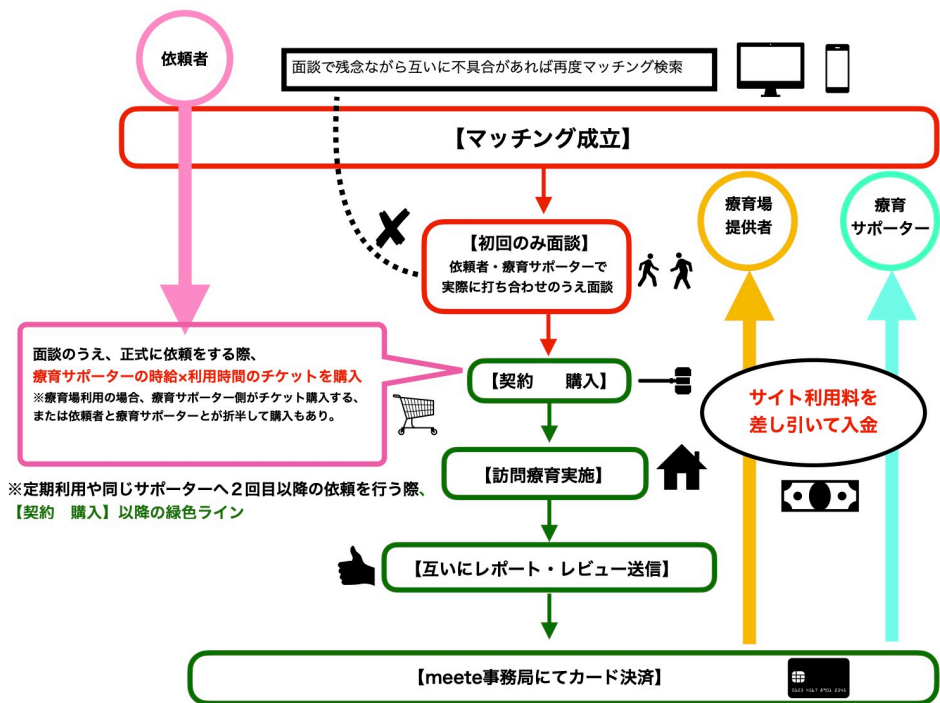 依頼者
面談で残念ながら互いに不具合があれば再度マッチング検索
【マッチング成立】
療育場
提供者
療育
サポーター
【初回のみ面談】
依頼者・療育サポーターで
実際に打ち合わせのうえ面談
面談のうえ、正式に依頼をする際、
療育サポーターの時給×利用時間のチケットを購入
※療育場利用の場合、療育サポーター側がチケット購入する、
または依頼者と療育サポーターとが折半して購入もあり。
【契約　購入】
サイト利用料を
差し引いて入金
【訪問療育実施】
※定期利用や同じサポーターへ２回目以降の依頼を行う際、
【契約　購入】以降の緑色ライン
【互いにレポート・レビュー送信】
【meete事務局にてカード決済】
0123 4567 8901 2345